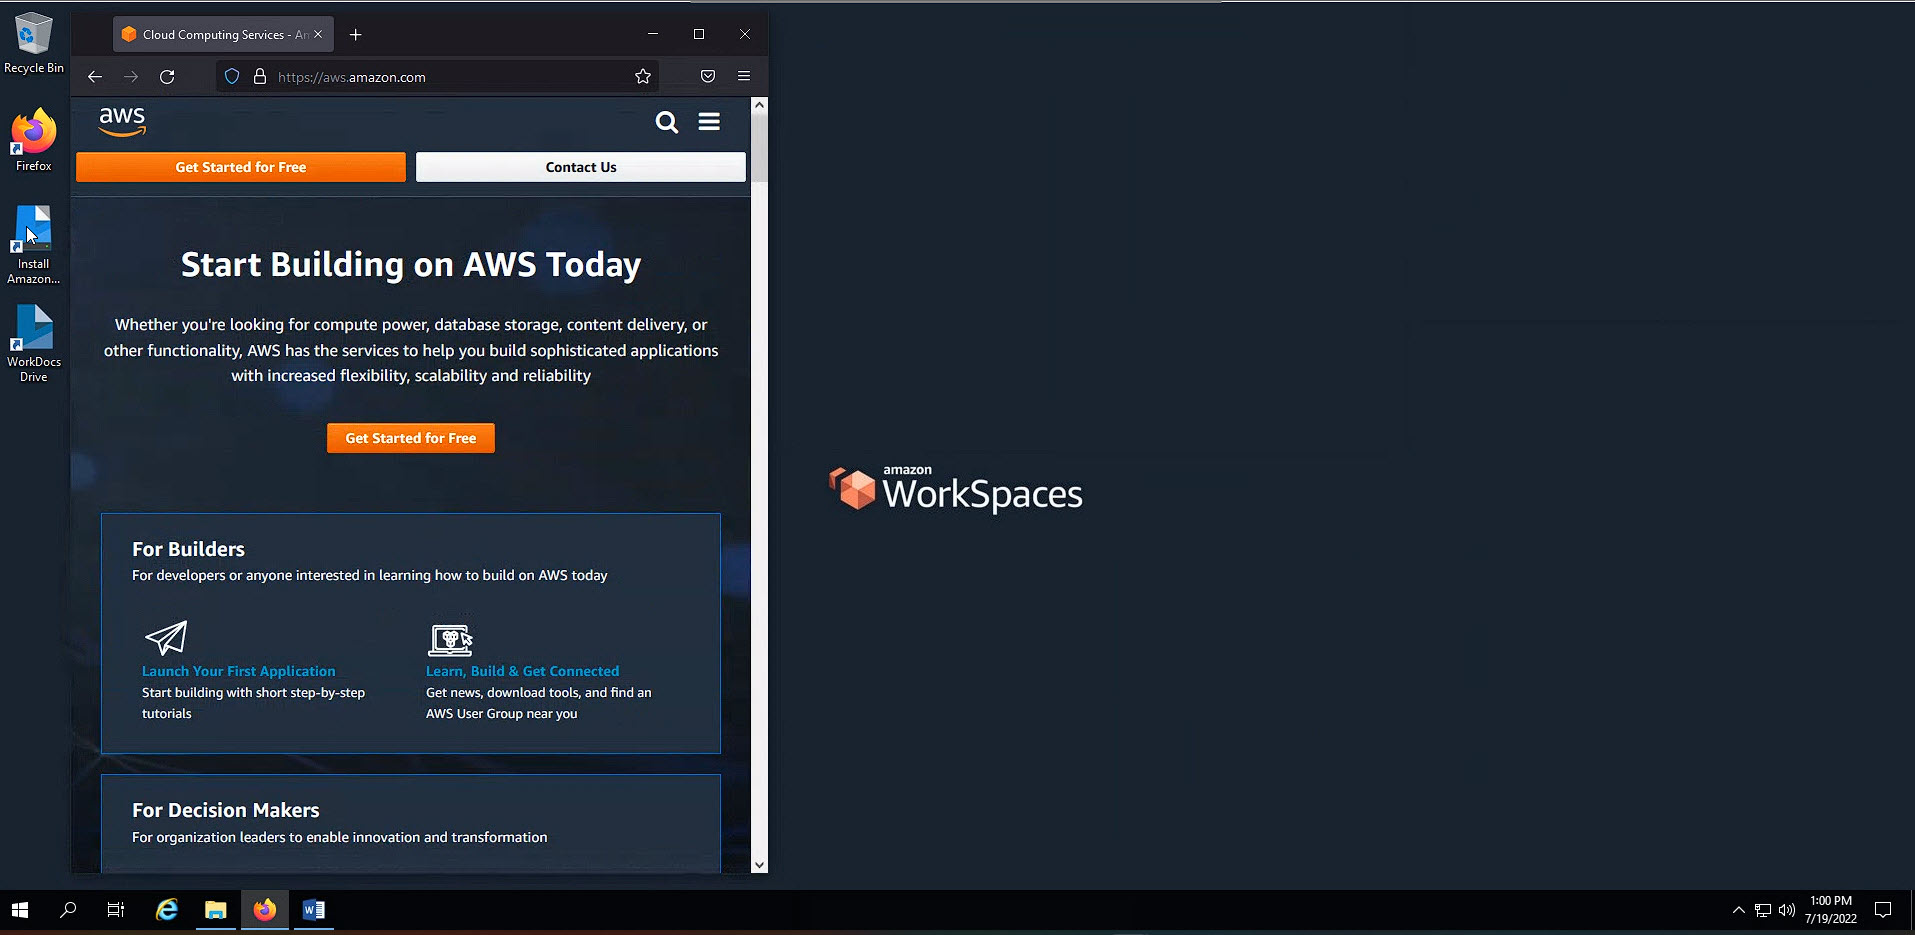 Recycle Bin
Firefox
Install
Amazon...
WorkDocs
Drive
Cloud Computing Services - Am
https://aws.amazon.com
aws
Get Started for Free
Contact Us
Start Building on AWS Today
Whether you're looking for compute power, database storage, content delivery, or
other functionality, AWS has the services to help you build sophisticated applications
with increased flexibility, scalability and reliability
Get Started for Free
For Builders
For developers or anyone interested in learning how to build on AWS today
Launch Your First Application
Start building with short step-by-step
tutorials
Learn, Build & Get Connected
Get news, download tools, and find an
AWS User Group near you
For Decision Makers
For organization leaders to enable innovation and transformation
amazon
WorkSpaces
W
1:00 PM
7/19/2022